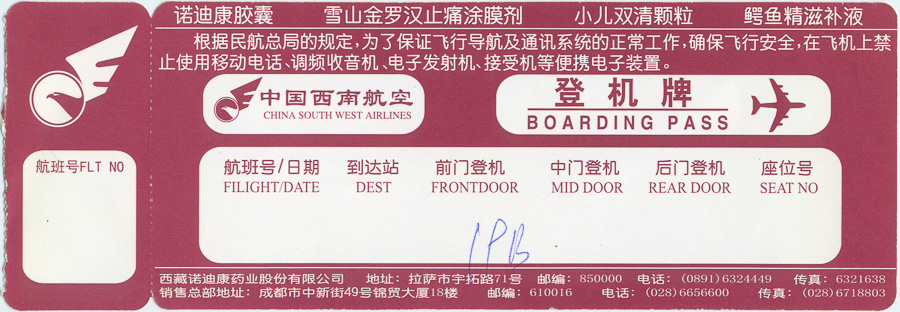 诺迪康胶囊 雪山金罗汉止痛涂膜剂 小儿双清颗粒 鳄鱼精滋补液
根据民航总局的规定,为了保证飞行导航及通讯系统的正常工作,确保飞行安全,在飞机上禁
止使用移动电话、调频收音机、电子发射机、接受机等便携电子装置。
中国西南航空
CHINA SOUTH WEST AIRLINES
登机牌
BOARDING PASS
航班号FLT NO
航班号/日期 到达站 前门登机 中门登机 后门登机 座位号
FILIGHT/DATE DEST FRONTDOOR MID DOOR REAR DOOR SEAT NO
西藏诺迪康药业股份有限公司 地址: 拉萨市宇拓路71号 邮编: 850000 电话: (0891)6324449 传真: 6321638
销售总部地址: 成都市中新街49号锦贸大厦18楼 邮编: 610016 电话: (028)6656600 传真: (028)6718803